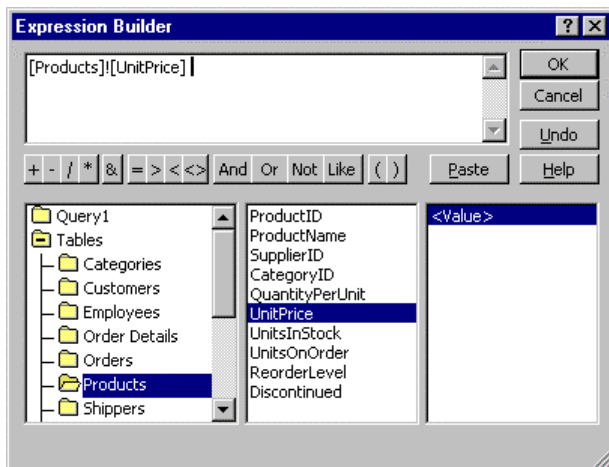 Expression Builder
[Products]![UnitPrice]
OK
Cancel
Undo
+ - / * & = > < <> And Or Not Like ( ) Paste Help
Query1
Tables
Categories
Customers
Employees
Order Details
Orders
Products
Shippers
ProductID
ProductName
SupplierID
CategoryID
QuantityPerUnit
UnitPrice
UnitsInStock
UnitsOnOrder
ReorderLevel
Discontinued
<Value>